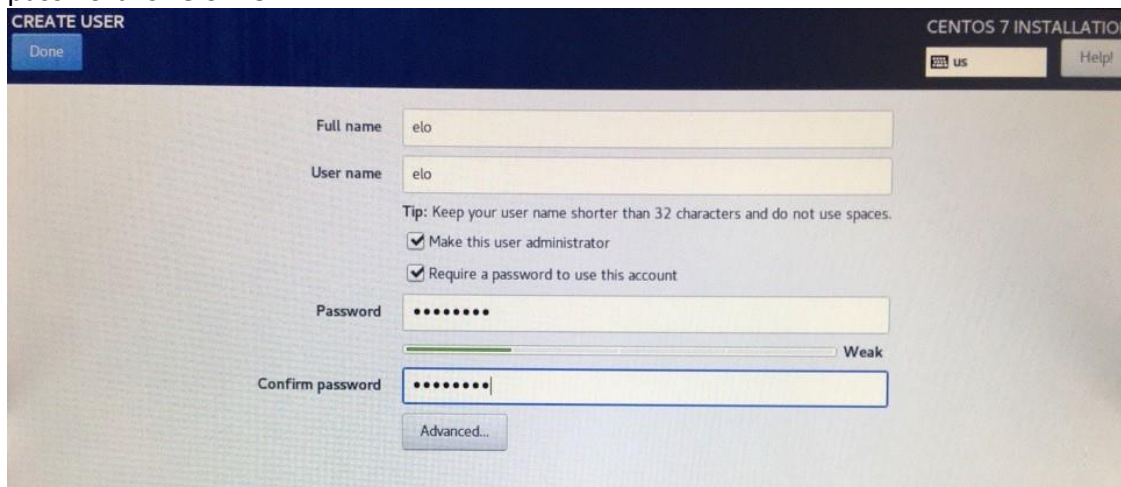 CREATE USER
CENTOS 7 INSTALLATIO
Done
us
Help!
Full name elo
User name elo
Tip: Keep your user name shorter than 32 characters and do not use spaces.
Make this user administrator
Require a password to use this account
Password ••••••••
Weak
Confirm password ••••••••
Advanced...